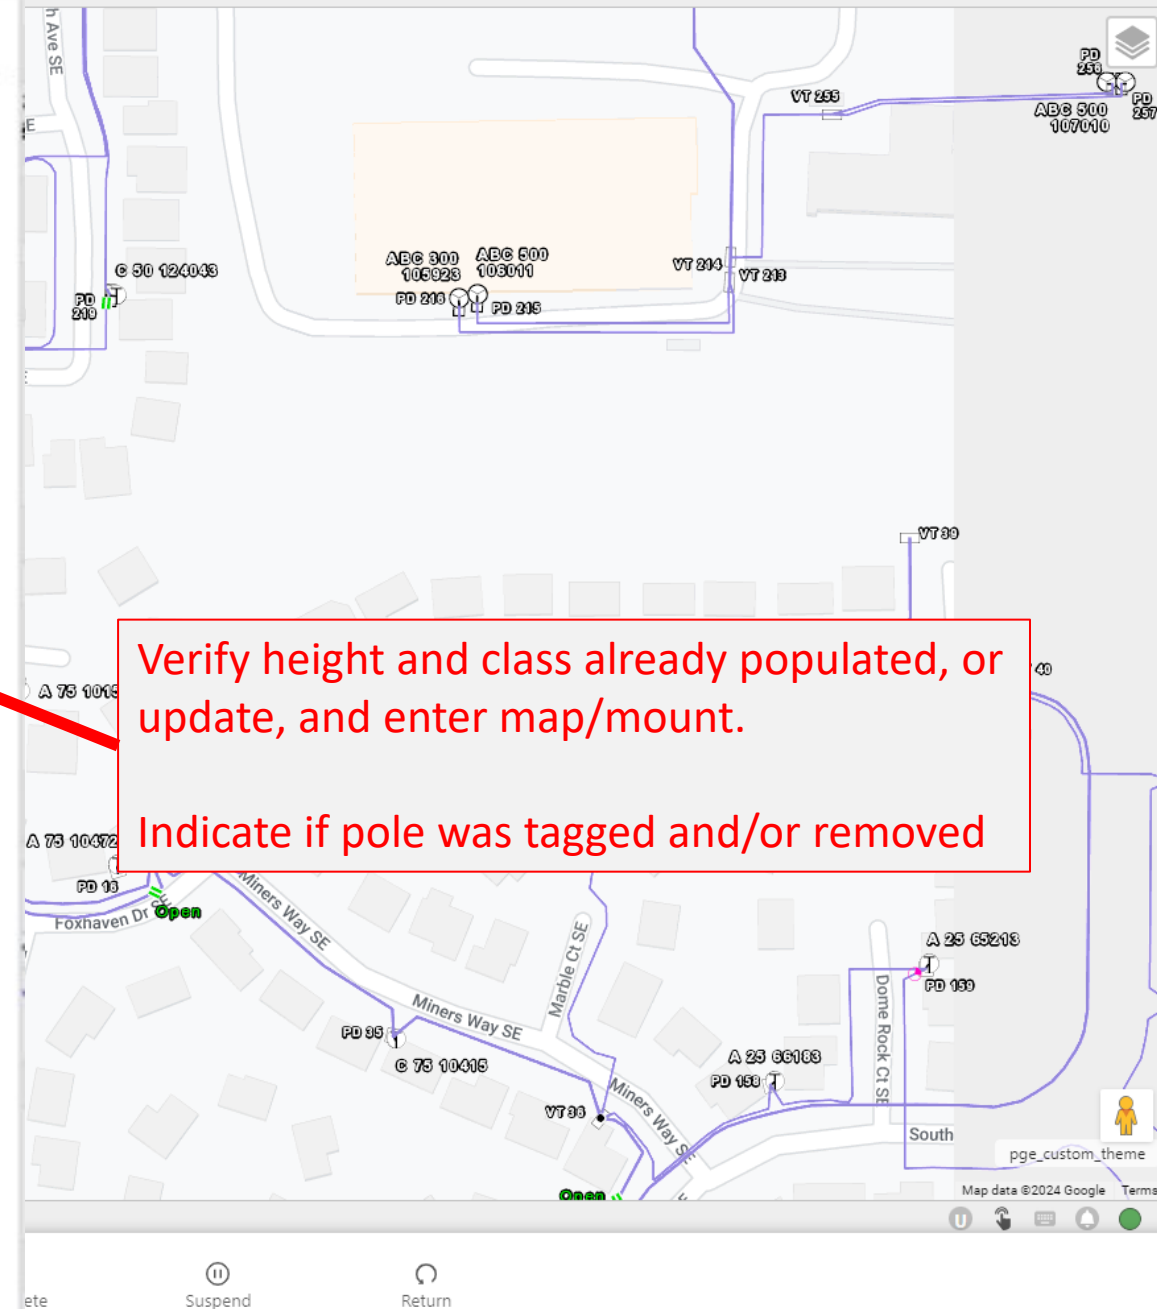 h Ave SE
PD
258
VT 255
PD
257
ABC 500
107010
E
ABC 300
105923
ABC 500
106011
VT 214
VT 213
C 50 124043
PD 216
PD 215
PD
219
VT 39
Verify height and class already populated, or
update, and enter map/mount.
Indicate if pole was tagged and/or removed
40
A 75 1015
A 75 10472
PD 16
Open
Foxhaven Dr
Miners Way SE
Marble Ct SE
A 25 65213
PD 159
Dome Rock Ct SE
Miners Way SE
PD 35
C 75 10415
A 25 66183
PD 158
VT 36
Miners Way SE
South
pge_custom_theme
Open
Map data ©2024 Google
Terms
ete
Suspend
Return